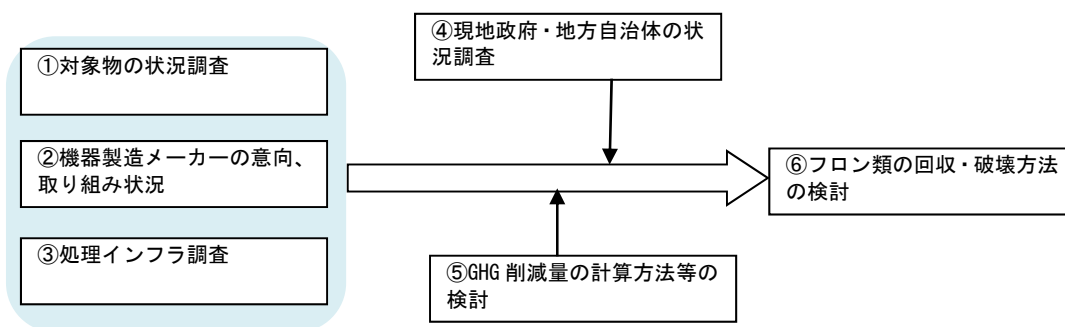 ①対象物の状況調査
②機器製造メーカーの意向、
取り組み状況
③処理インフラ調査
④現地政府・地方自治体の状
況調査
⑤GHG 削減量の計算方法等の
検討
⑥フロン類の回収・破壊方法
の検討